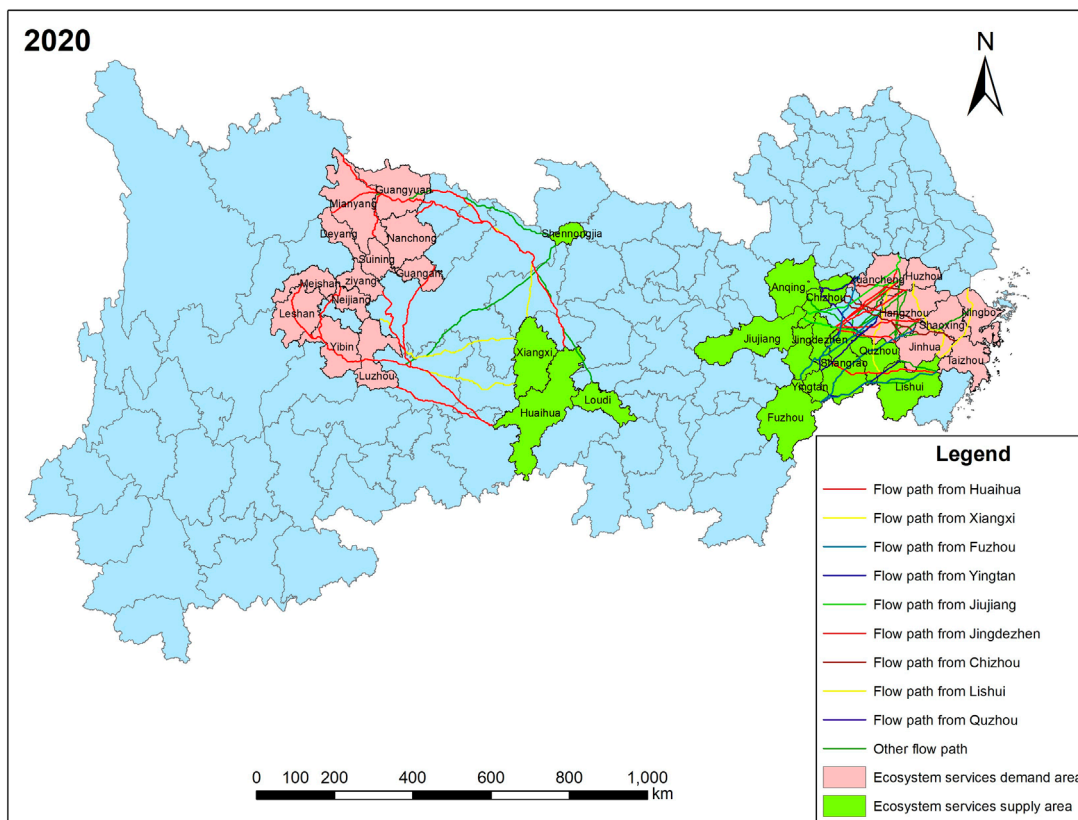 2020
N
Guangyuan
Mianyang
Deyang
Nanchong
Shennongjia
Suining
Guangan
Meishan
ziyang
Neijiang
Leshan
Yibin
Luzhou
Xiangxi
Huaihua
Loudi
Anqing
Chizhou
Huzhou
Hangzhou
Ningbo
Shaoxing
Jiujiang
Jingdezhen
Quzhou
Jinhua
Shangrao
Taizhou
Yingtan
Lishui
Fuzhou
Legend
Flow path from Huaihua
Flow path from Xiangxi
Flow path from Fuzhou
Flow path from Yingtan
Flow path from Jiujiang
Flow path from Jingdezhen
Flow path from Chizhou
Flow path from Lishui
Flow path from Quzhou
Other flow path
Ecosystem services demand area
Ecosystem services supply area
0 100 200 400 600 800 1,000
km